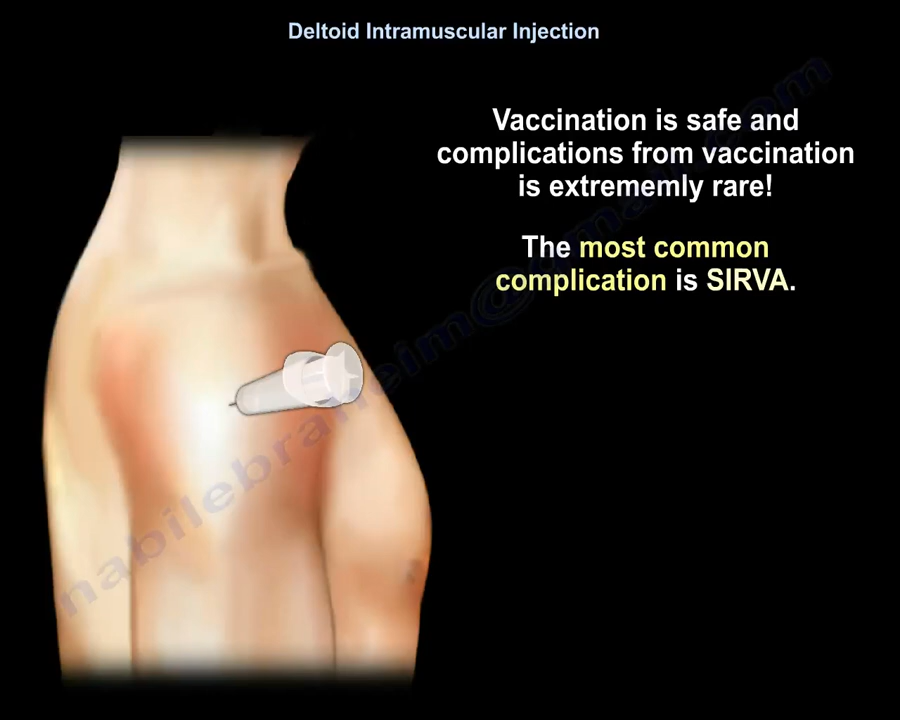 Deltoid Intramuscular Injection
Vaccination is safe and
complications from vaccination
is extrememly rare!
The most common
complication is SIRVA.